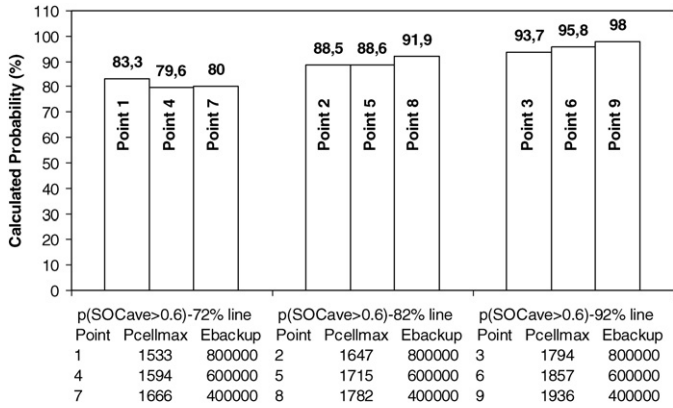 Calculated Probability (%)
110
100
90
80
70
60
50
40
30
20
10
0
83,3
79,6
80
88,5
88,6
91,9
93,7
95,8
98
Point 1
Point 4
Point 7
Point 2
Point 5
Point 8
Point 3
Point 6
Point 9
p(SOCave>0.6)-72% line p(SOCave>0.6)-82% line p(SOCave>0.6)-92% line
Point Pcellmax Ebackup Point Pcellmax Ebackup Point Pcellmax Ebackup
1 1533 800000 2 1647 800000 3 1794 800000
4 1594 600000 5 1715 600000 6 1857 600000
7 1666 400000 8 1782 400000 9 1936 400000